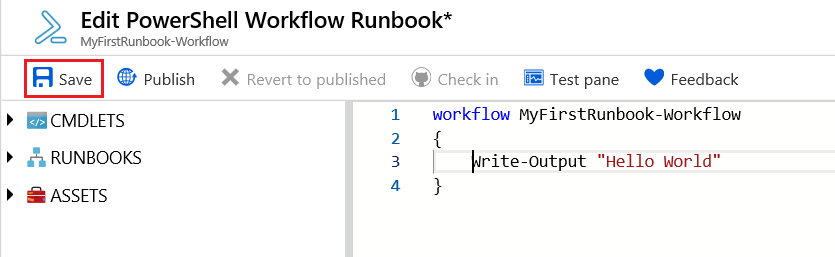 Edit PowerShell Workflow Runbook*
MyFirstRunbook-Workflow
Save Publish Revert to published Check in Test pane Feedback
CMDLETS
RUNBOOKS
ASSETS
1 workflow MyFirstRunbook-Workflow
2 {
3 Write-Output "Hello World"
4 }